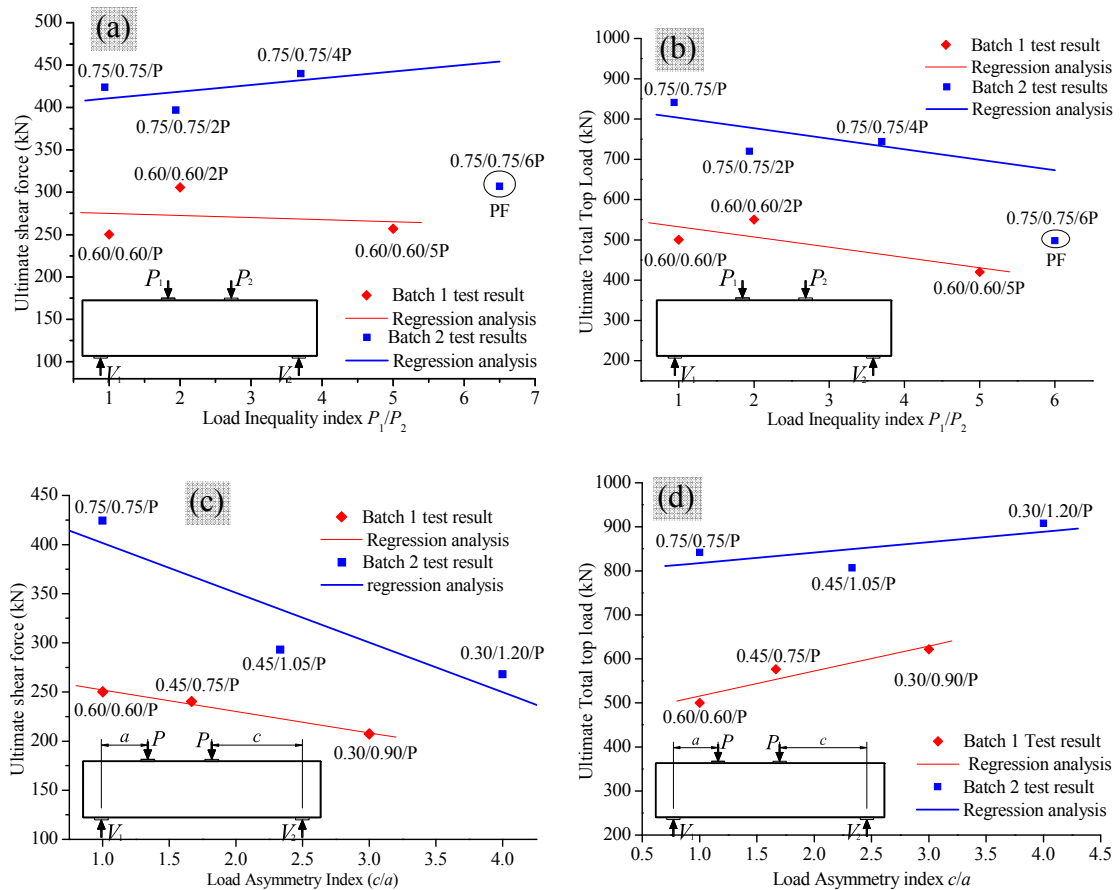 (a)
500
450
400
350
300
250
200
150
100
Ultimate shear force (kN)
0.75/0.75/P
0.75/0.75/2P
0.75/0.75/4P
0.75/0.75/6P
PF
0.60/0.60/2P
0.60/0.60/P
0.60/0.60/5P
P1
P2
V1
V2
Batch 1 test result
Regression analysis
Batch 2 test results
Regression analysis
1 2 3 4 5 6 7
Load Inequality index P1/P2
(b)
1000
900
800
700
600
500
400
300
200
Ultimate Total Top Load (kN)
Batch 1 test result
Regression analysis
Batch 2 test results
Regression analysis
0.75/0.75/P
0.75/0.75/2P
0.75/0.75/4P
0.75/0.75/6P
PF
0.60/0.60/2P
0.60/0.60/P
0.60/0.60/5P
P1
P2
V1
V2
1 2 3 4 5 6
Load Inequality index P1/P2
(c)
450
400
350
300
250
200
150
100
Ultimate shear force (kN)
0.75/0.75/P
Batch 1 test result
Regression analysis
Batch 2 test result
regression analysis
0.45/1.05/P
0.30/1.20/P
0.60/0.60/P
0.45/0.75/P
0.30/0.90/P
a
P
P
c
V1
V2
1.0 1.5 2.0 2.5 3.0 3.5 4.0
Load Asymmetry Index (c/a)
(d)
1000
900
800
700
600
500
400
300
200
Ultimate Total top load (kN)
0.75/0.75/P
0.45/1.05/P
0.30/1.20/P
0.45/0.75/P
0.60/0.60/P
0.30/0.90/P
a
P
P
c
V1
V2
Batch 1 Test result
Regression analysis
Batch 2 test result
Regression analysis
0.5 1.0 1.5 2.0 2.5 3.0 3.5 4.0 4.5
Load Asymmetry index c/a